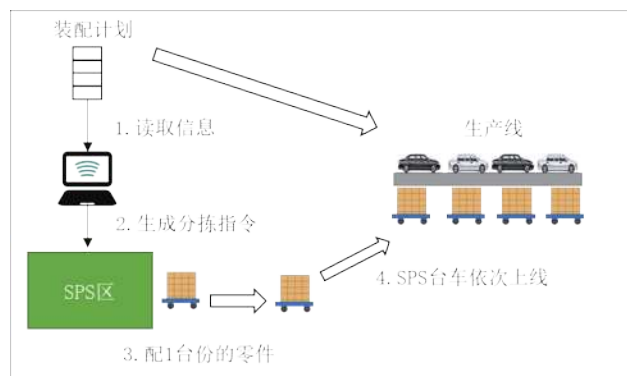 装配计划
1.读取信息
生产线
2.生成分拣指令
SPS区
4.SPS台车依次上线
3.配1台份的零件